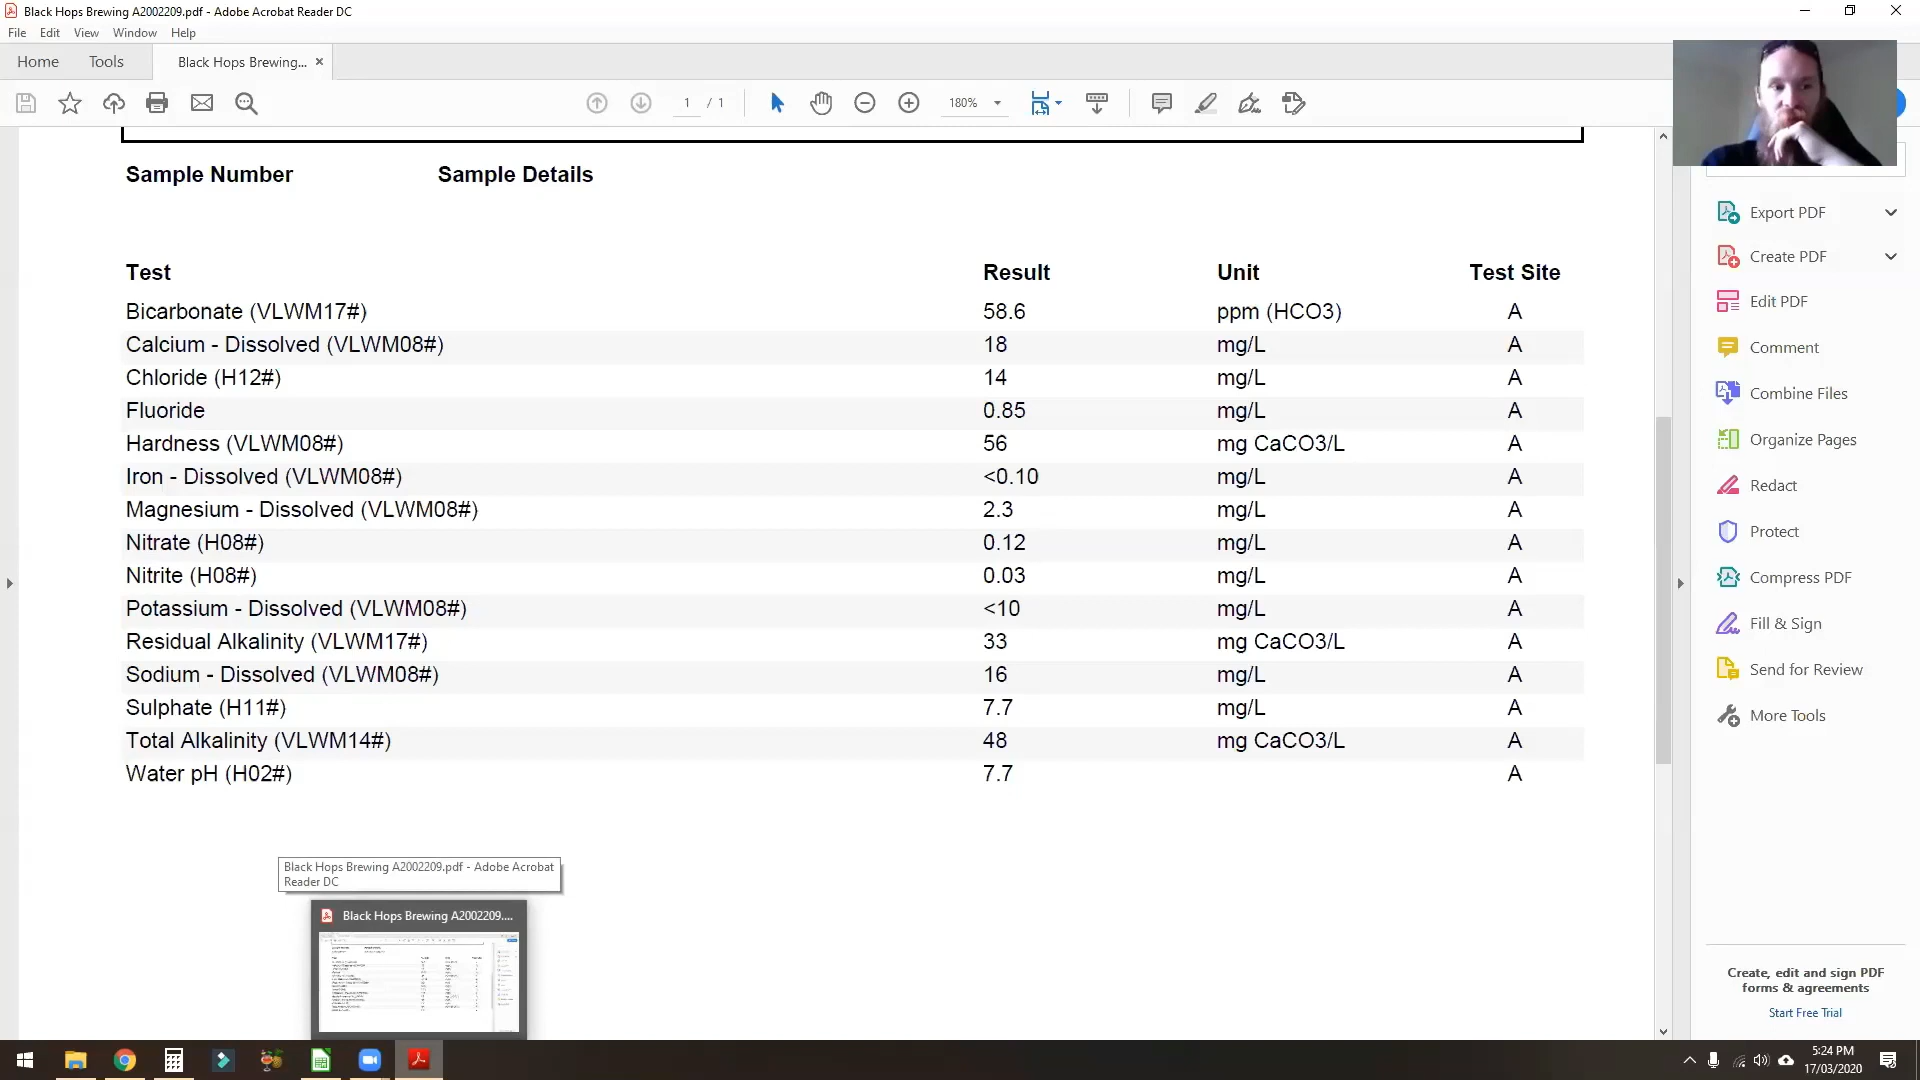 Black Hops Brewing A2002209.pdf - Adobe Acrobat Reader DC
File Edit View Window Help
Home Tools Black Hops Brewing... ×
1 / 1 180%
Sample Number Sample Details
Test Result Unit Test Site
Bicarbonate (VLWM17#) 58.6 ppm (HCO3) A
Calcium - Dissolved (VLWM08#) 18 mg/L A
Chloride (H12#) 14 mg/L A
Fluoride 0.85 mg/L A
Hardness (VLWM08#) 56 mg CaCO3/L A
Iron - Dissolved (VLWM08#) <0.10 mg/L A
Magnesium - Dissolved (VLWM08#) 2.3 mg/L A
Nitrate (H08#) 0.12 mg/L A
Nitrite (H08#) 0.03 mg/L A
Potassium - Dissolved (VLWM08#) <10 mg/L A
Residual Alkalinity (VLWM17#) 33 mg CaCO3/L A
Sodium - Dissolved (VLWM08#) 16 mg/L A
Sulphate (H11#) 7.7 mg/L A
Total Alkalinity (VLWM14#) 48 mg CaCO3/L A
Water pH (H02#) 7.7 A
Black Hops Brewing A2002209.pdf - Adobe Acrobat
Reader DC
Black Hops Brewing A2002209....
Export PDF
Create PDF
Edit PDF
Comment
Combine Files
Organize Pages
Redact
Protect
Compress PDF
Fill & Sign
Send for Review
More Tools
Create, edit and sign PDF
forms & agreements
Start Free Trial
5:24 PM
17/03/2020